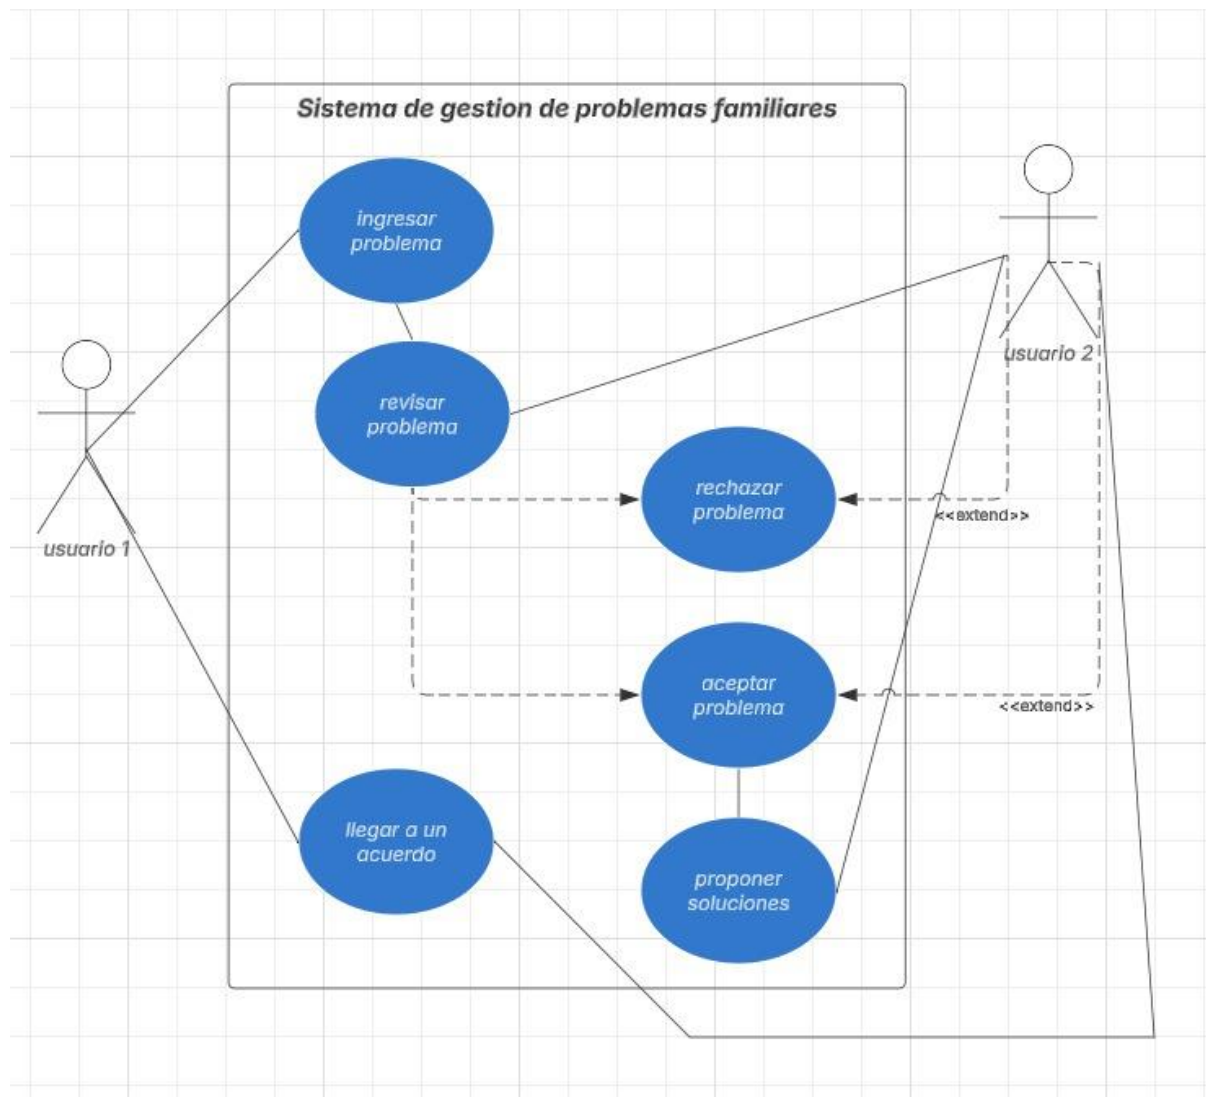 Sistema de gestion de problemas familiares
ingresar
problema
revisar
problema
usuario 2
rechazar
problema
<<extend>>
usuario 1
aceptar
problema
<<extend>>
llegar a un
acuerdo
proponer
soluciones